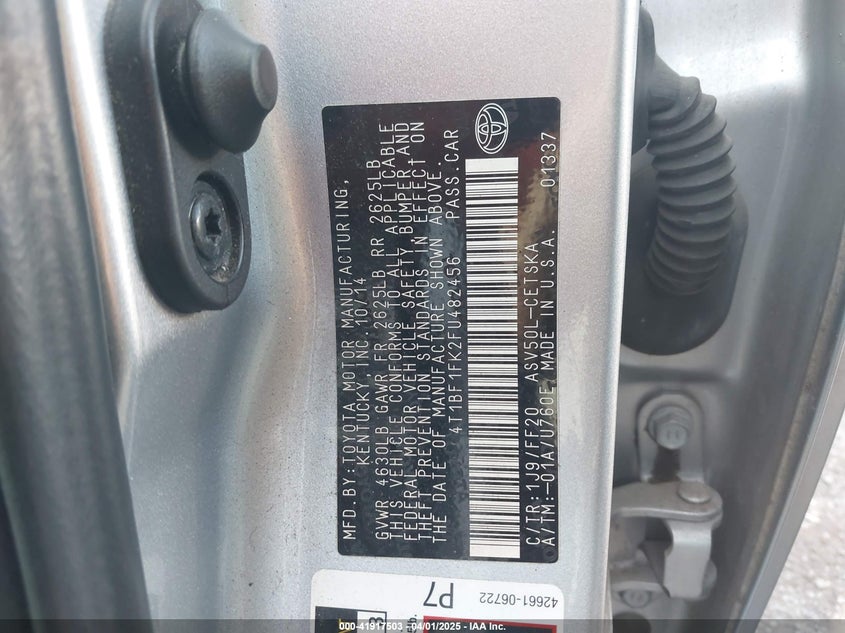 MFD.BY:TOYOTA MOTOR MANUFACTURING,
KENTUCKY, INC. 10/14
GVWR 4630LB GAWR FR 2625LB RR 2625LB
THIS VEHICLE CONFORMS TO ALL APPLICABLE
FEDERAL MOTOR VEHICLE SAFETY, BUMPER AND
THEFT PREVENTION STANDARDS IN EFFECT ON
THE DATE OF MANUFACTURE SHOWN ABOVE.
4T1BF1FK2FU482456 PASS.CAR
C/TR:1J9/FF20 ASV50L-CETSKA
A/TM:-01A/U760E MADE IN U.S.A. 01337
P7
42661-06722
000-41917503 - 04/01/2025 - IAA Inc.